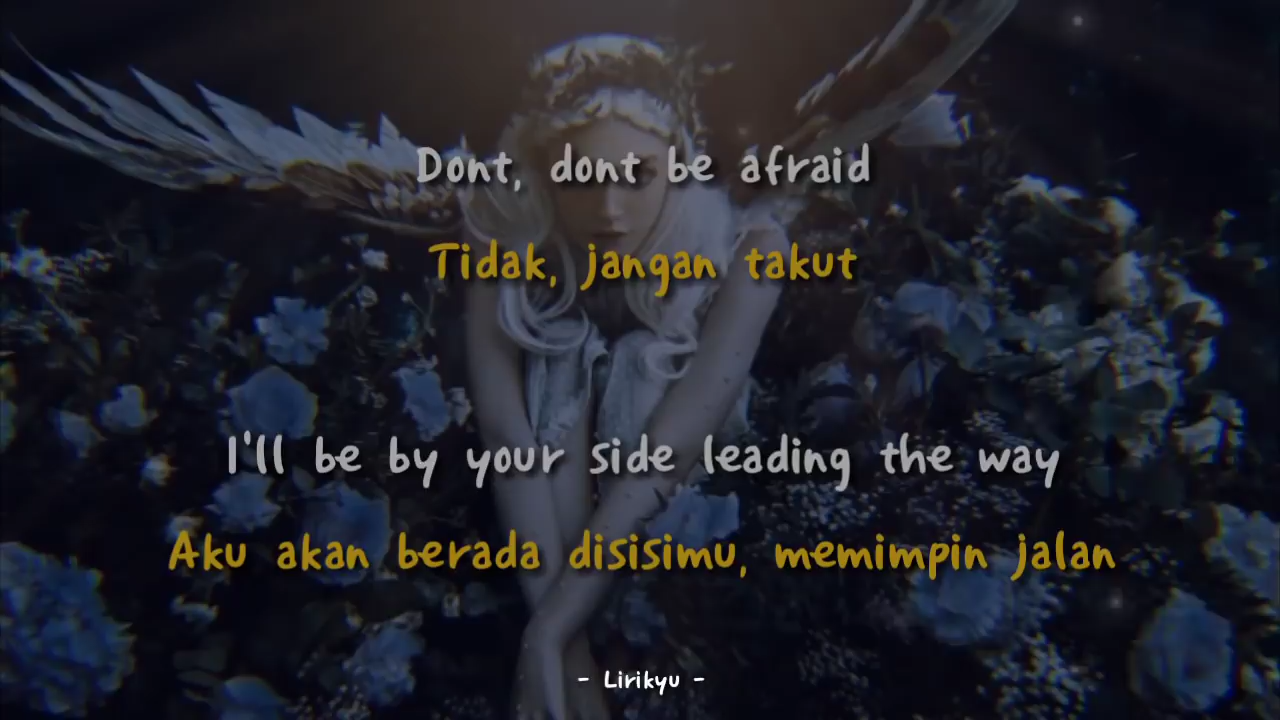 Dont, dont be afraid
Tidak, jangan takut
I'll be by your side leading the way
Aku akan berada disisimu, memimpin jalan
- Lirikyu -